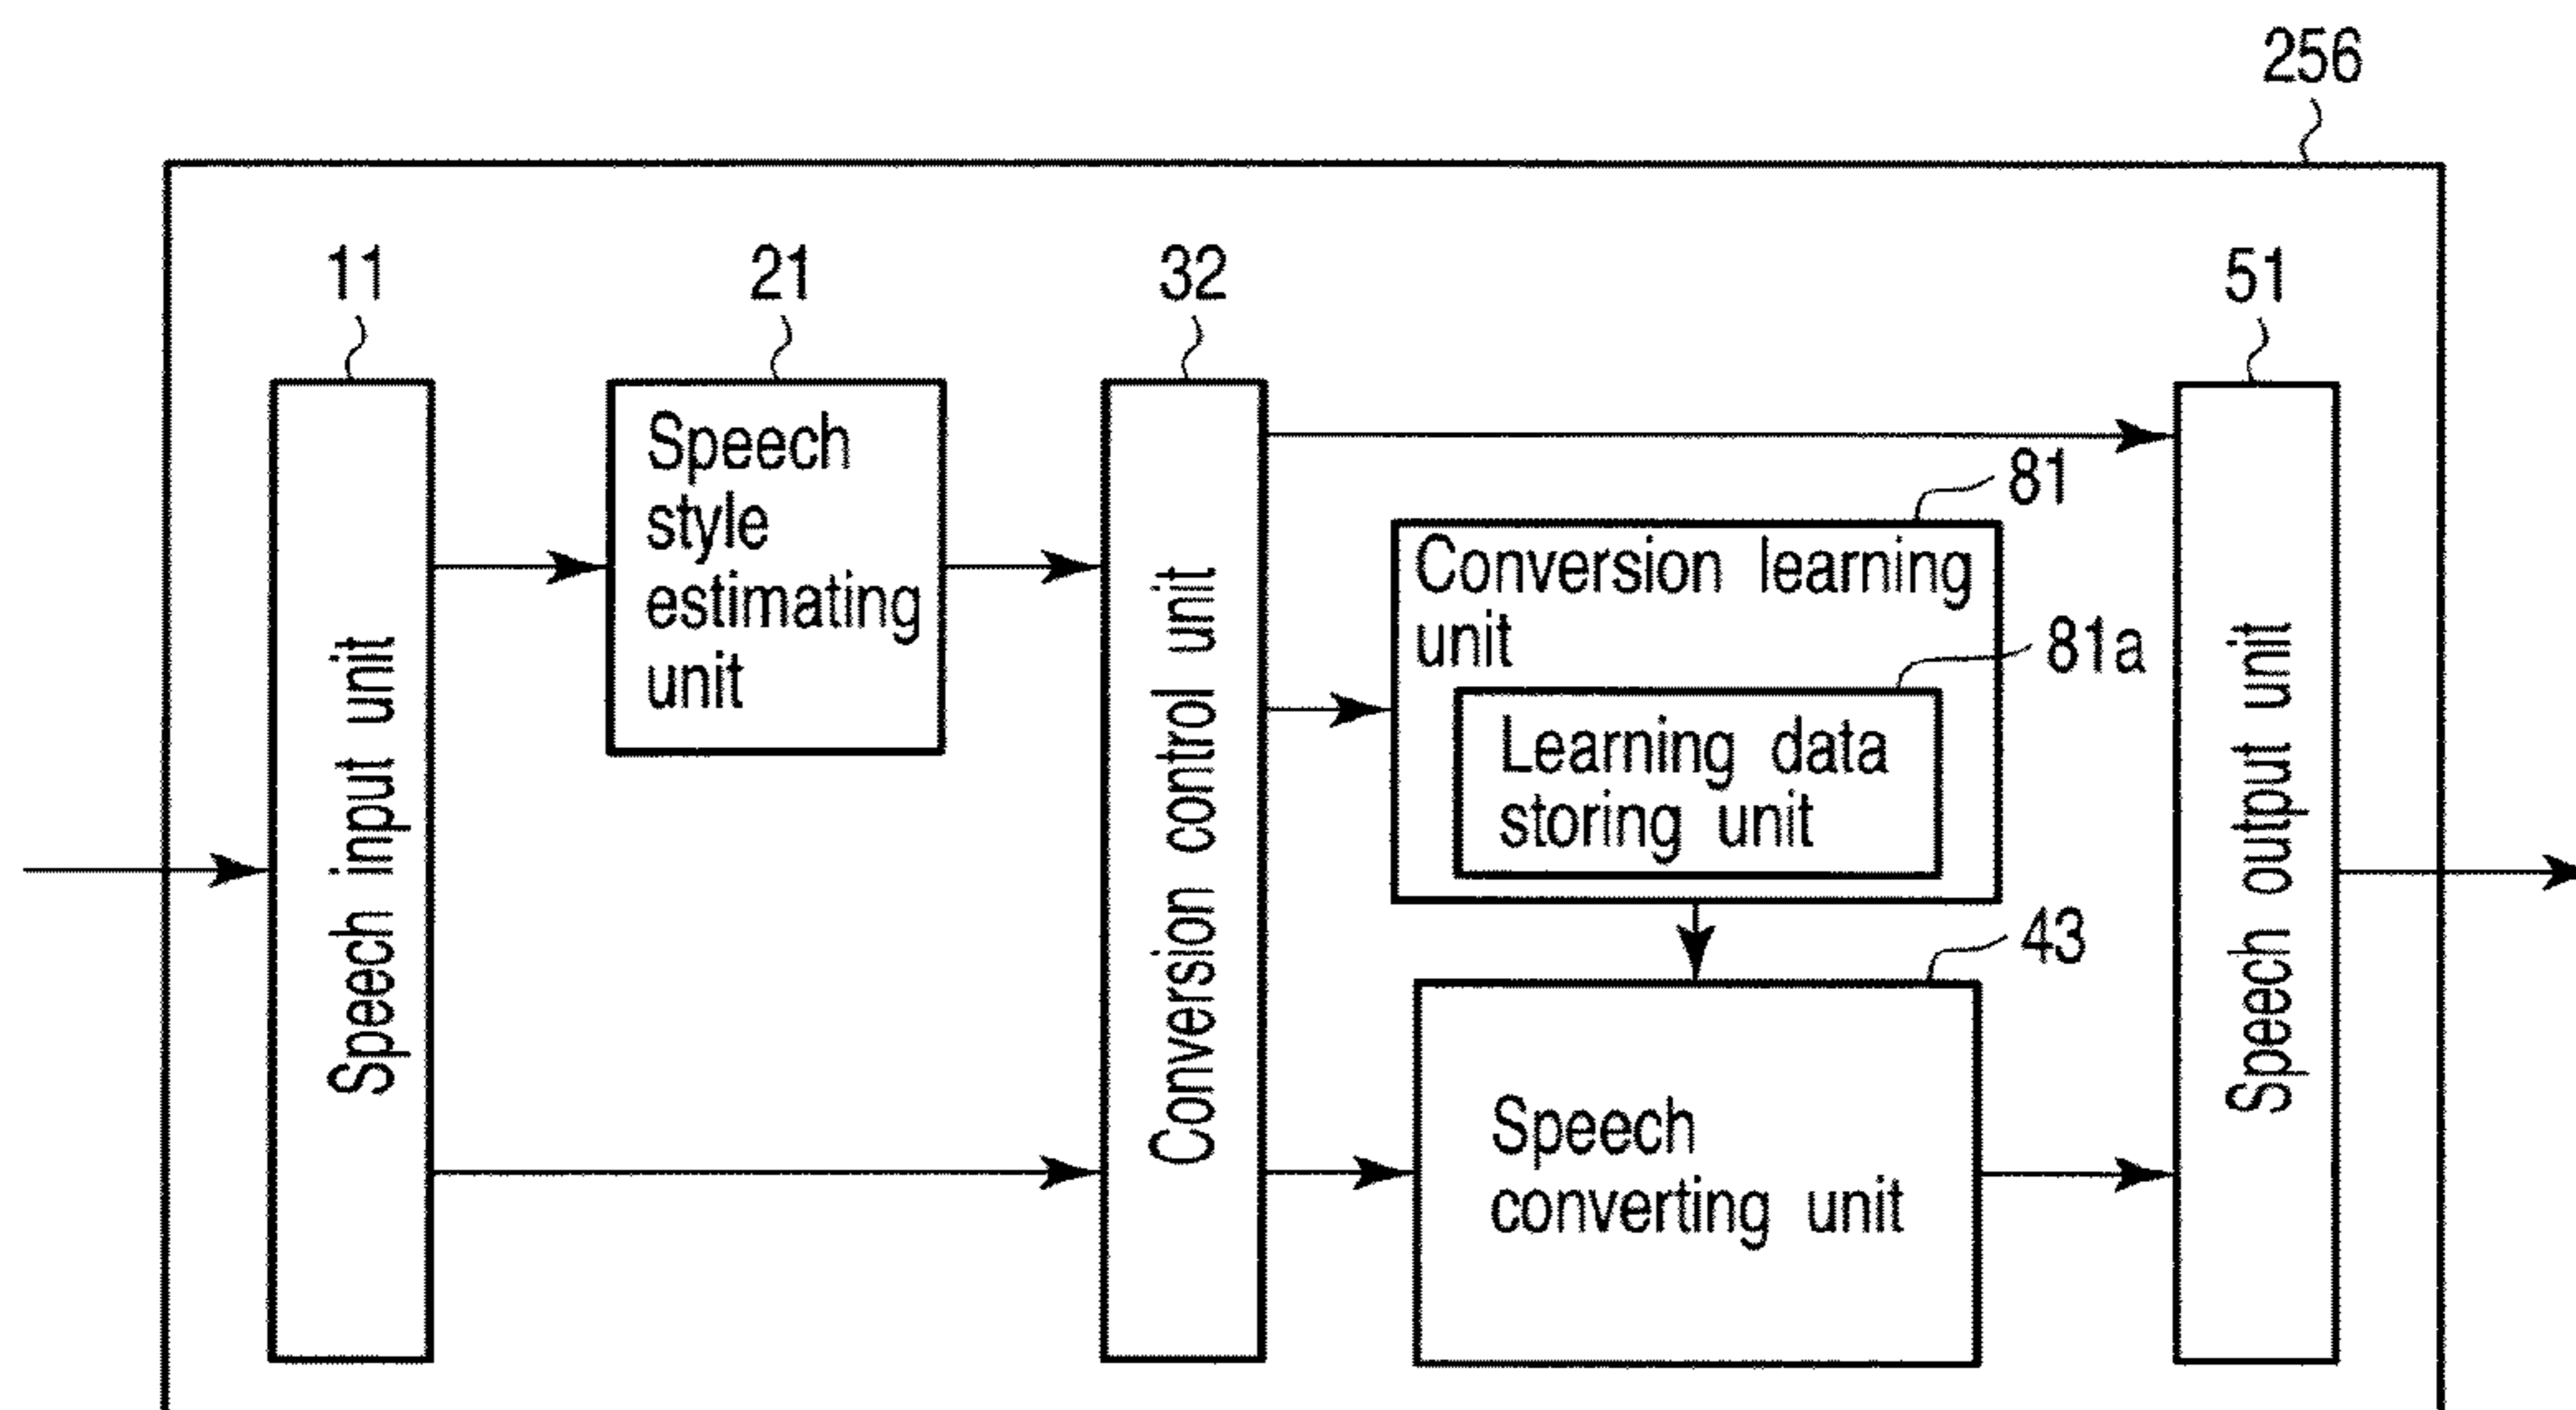 256
11
21
32
51
Speech input unit
Speech
style
estimating
unit
Conversion control unit
81
Conversion learning
unit
81a
Learning data
storing unit
43
Speech
converting unit
Speech output unit